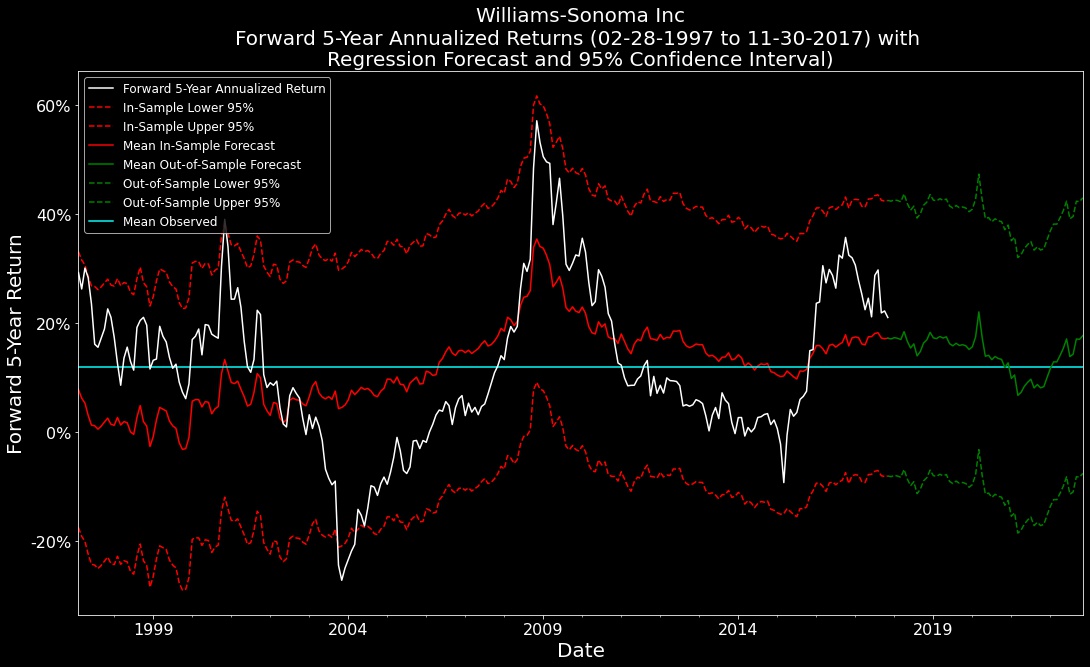 Williams-Sonoma Inc
Forward 5-Year Annualized Returns (02-28-1997 to 11-30-2017) with
Regression Forecast and 95% Confidence Interval)
Forward 5-Year Annualized Return
In-Sample Lower 95%
In-Sample Upper 95%
Mean In-Sample Forecast
Mean Out-of-Sample Forecast
Out-of-Sample Lower 95%
Out-of-Sample Upper 95%
Mean Observed
Forward 5-Year Return
60%
40%
20%
0%
-20%
1999
2004
2009
2014
2019
Date